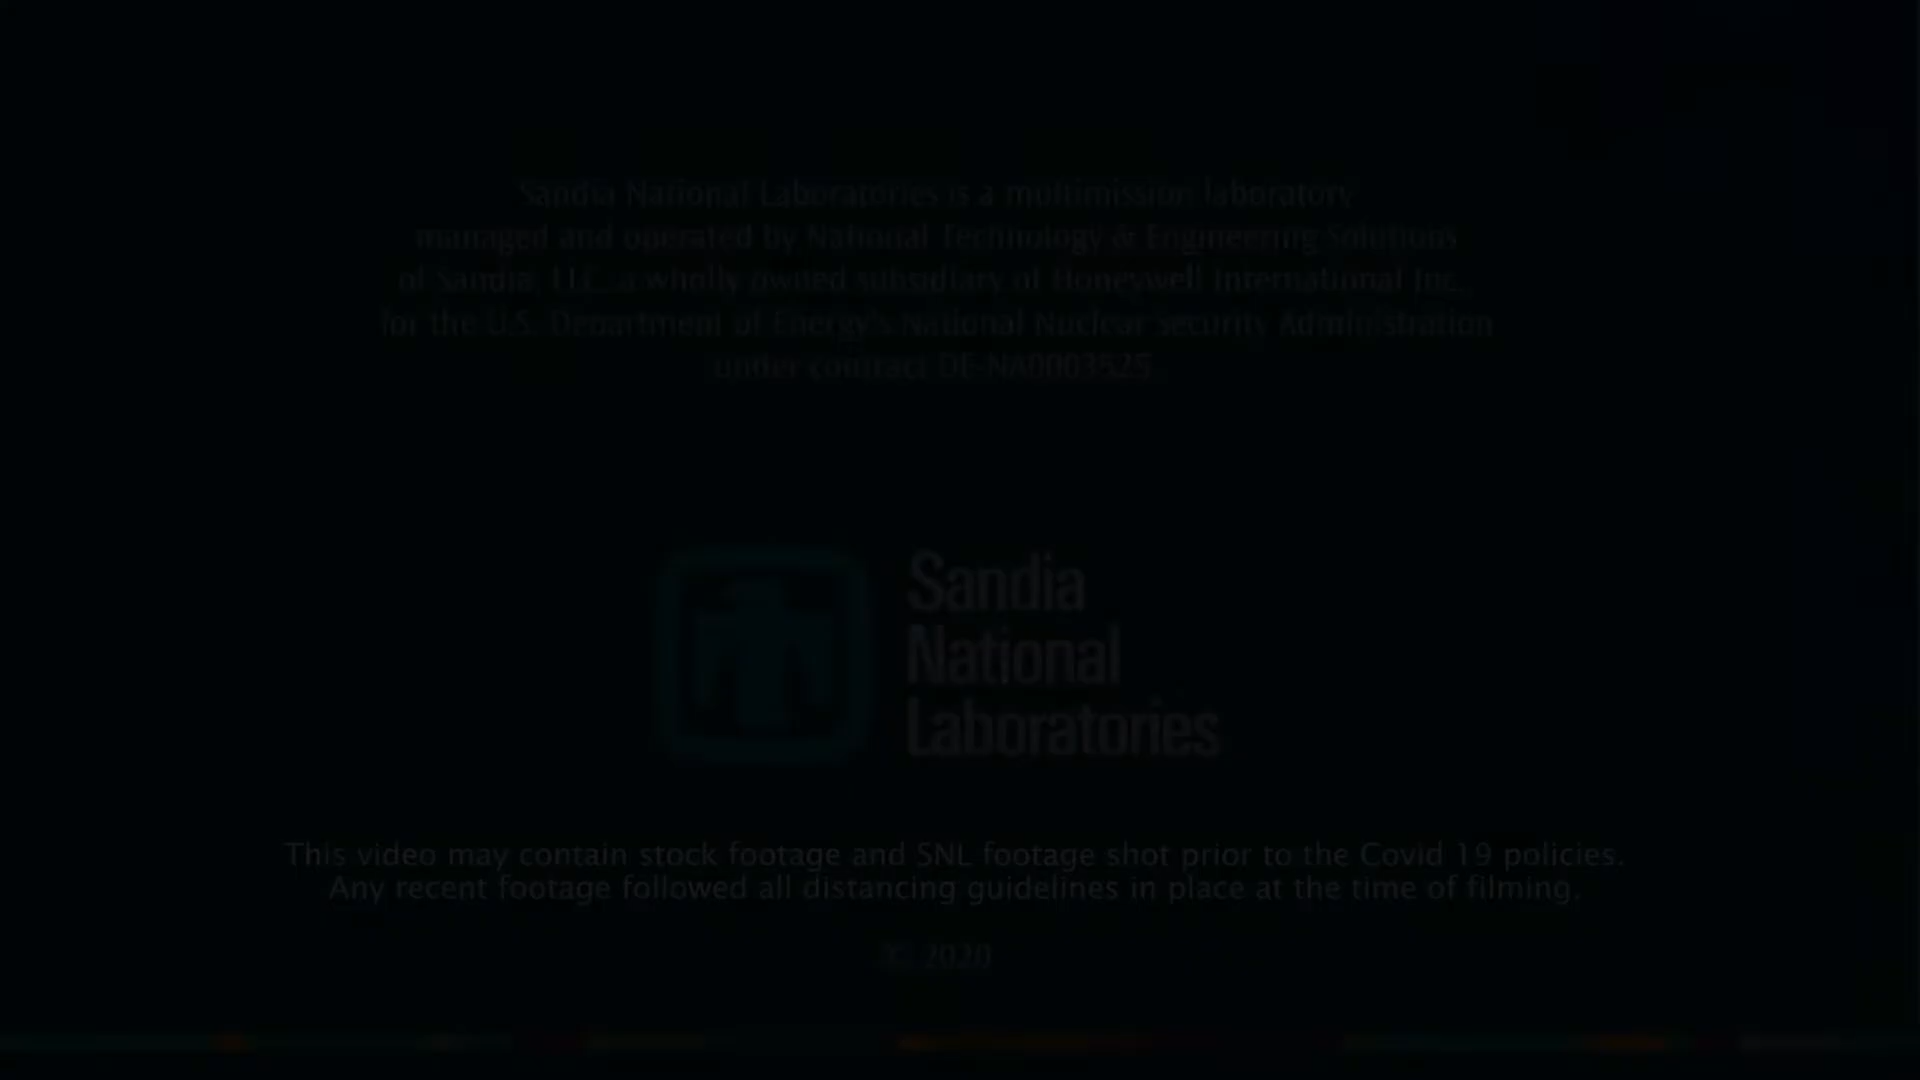 Sandia National Laboratories is a multimission laboratory
managed and operated by National Technology & Engineering Solutions
of Sandia, LLC, a wholly owned subsidiary of Honeywell International Inc.,
for the U.S. Department of Energy's National Nuclear Security Administration
under contract DE-NA0003525.
Sandia
National
Laboratories
This video may contain stock footage and SNL footage shot prior to the Covid 19 policies.
Any recent footage followed all distancing guidelines in place at the time of filming.
© 2020